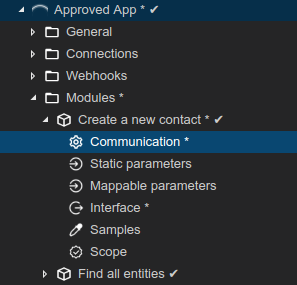 Approved App * ✔
General
Connections
Webhooks
Modules *
Create a new contact * ✔
Communication *
Static parameters
Mappable parameters
Interface *
Samples
Scope
Find all entities ✔